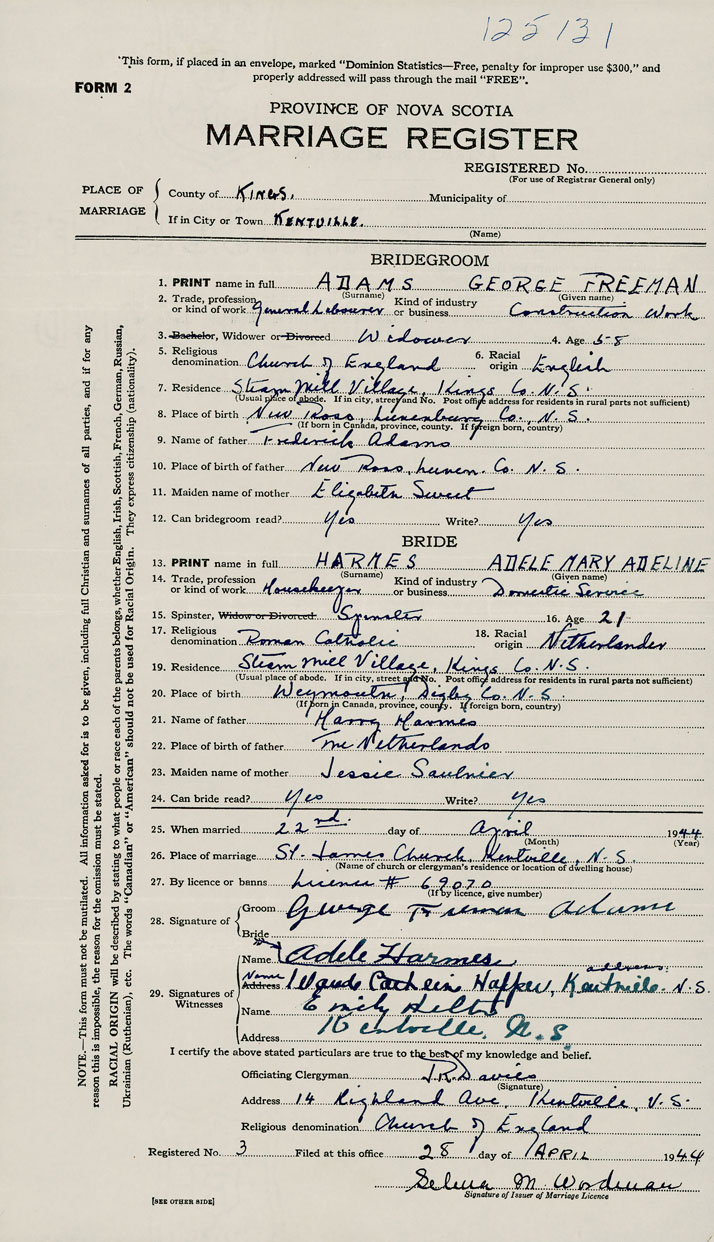 125131
"This form, if placed in an envelope, marked "Dominion Statistics—Free, penalty for improper use $300," and
properly addressed will pass through the mail "FREE".
FORM 2
PROVINCE OF NOVA SCOTIA
MARRIAGE REGISTER
REGISTERED No.
(For use of Registrar General only)
PLACE OF MARRIAGE
County of KINGS. Municipality of
If in City or Town KENTVILLE.
(Name)
BRIDEGROOM
1. PRINT name in full ADAMS GEORGE FREEMAN
(Surname) (Given name)
2. Trade, profession or kind of work General Labourer Kind of industry or business Construction Work
3. Bachelor, Widower or Divorced Widower 4. Age 58
5. Religious denomination Church of England 6. Racial origin English
7. Residence Steam Mill Village, Kings Co. N.S.
(Usual place of abode. If in city, street and No. Post office address for residents in rural parts not sufficient)
8. Place of birth New Ross, Lunenburg Co., N.S.
(If born in Canada, province, county. If foreign born, country)
9. Name of father Frederick Adams
10. Place of birth of father New Ross, Lunen. Co. N.S.
11. Maiden name of mother Elizabeth Sweet
12. Can bridegroom read? Yes Write? Yes
BRIDE
13. PRINT name in full HARMES ADELE MARY ADELINE
(Surname) (Given name)
14. Trade, profession or kind of work Housekeeper Kind of industry or business Domestic Service
15. Spinster, Widow or Divorced Spinster 16. Age 21
17. Religious denomination Roman Catholic 18. Racial origin Netherlander
19. Residence Steam Mill Village, Kings Co. N.S.
(Usual place of abode. If in city, street and No. Post office address for residents in rural parts not sufficient)
20. Place of birth Weymouth, Digby Co. N.S.
(If born in Canada, province, county. If foreign born, country)
21. Name of father Harry Harmes
22. Place of birth of father The Netherlands
23. Maiden name of mother Jessie Saulnier
24. Can bride read? Yes Write? Yes
25. When married 22nd. day of April 1944
(Month) (Year)
26. Place of marriage St. James Church, Kentville, N.S.
(Name of church or clergyman's residence or location of dwelling house)
27. By licence or banns Licence # 69070
(If by licence, give number)
28. Signature of Groom George Freeman Adams
Bride
Name Adele Harmes
address.
29. Signatures of Witnesses Name Address Kentville. N.S.
Name Emily
Address Kentville, N.S.
I certify the above stated particulars are true to the best of my knowledge and belief.
Officiating Clergyman J.R. Davies
(Signature)
Address 14 Highland Ave, Kentville, N.S.
Religious denomination Church of England
Registered No. 3 Filed at this office 28 day of APRIL 1944
Selma M. Woodman
Signature of Issuer of Marriage Licence
[SEE OTHER SIDE]
NOTE.—This form must not be mutilated. All information asked for is to be given, including full Christian and surnames of all parties, and if for any
reason this is impossible, the reason for the omission must be stated.
RACIAL ORIGIN will be described by stating to what people or race each of the parents belongs, whether English, Irish, Scottish, French, German, Russian,
Ukrainian (Ruthenian), etc. The words "Canadian" or "American" should not be used for Racial Origin. They express citizenship (nationality).